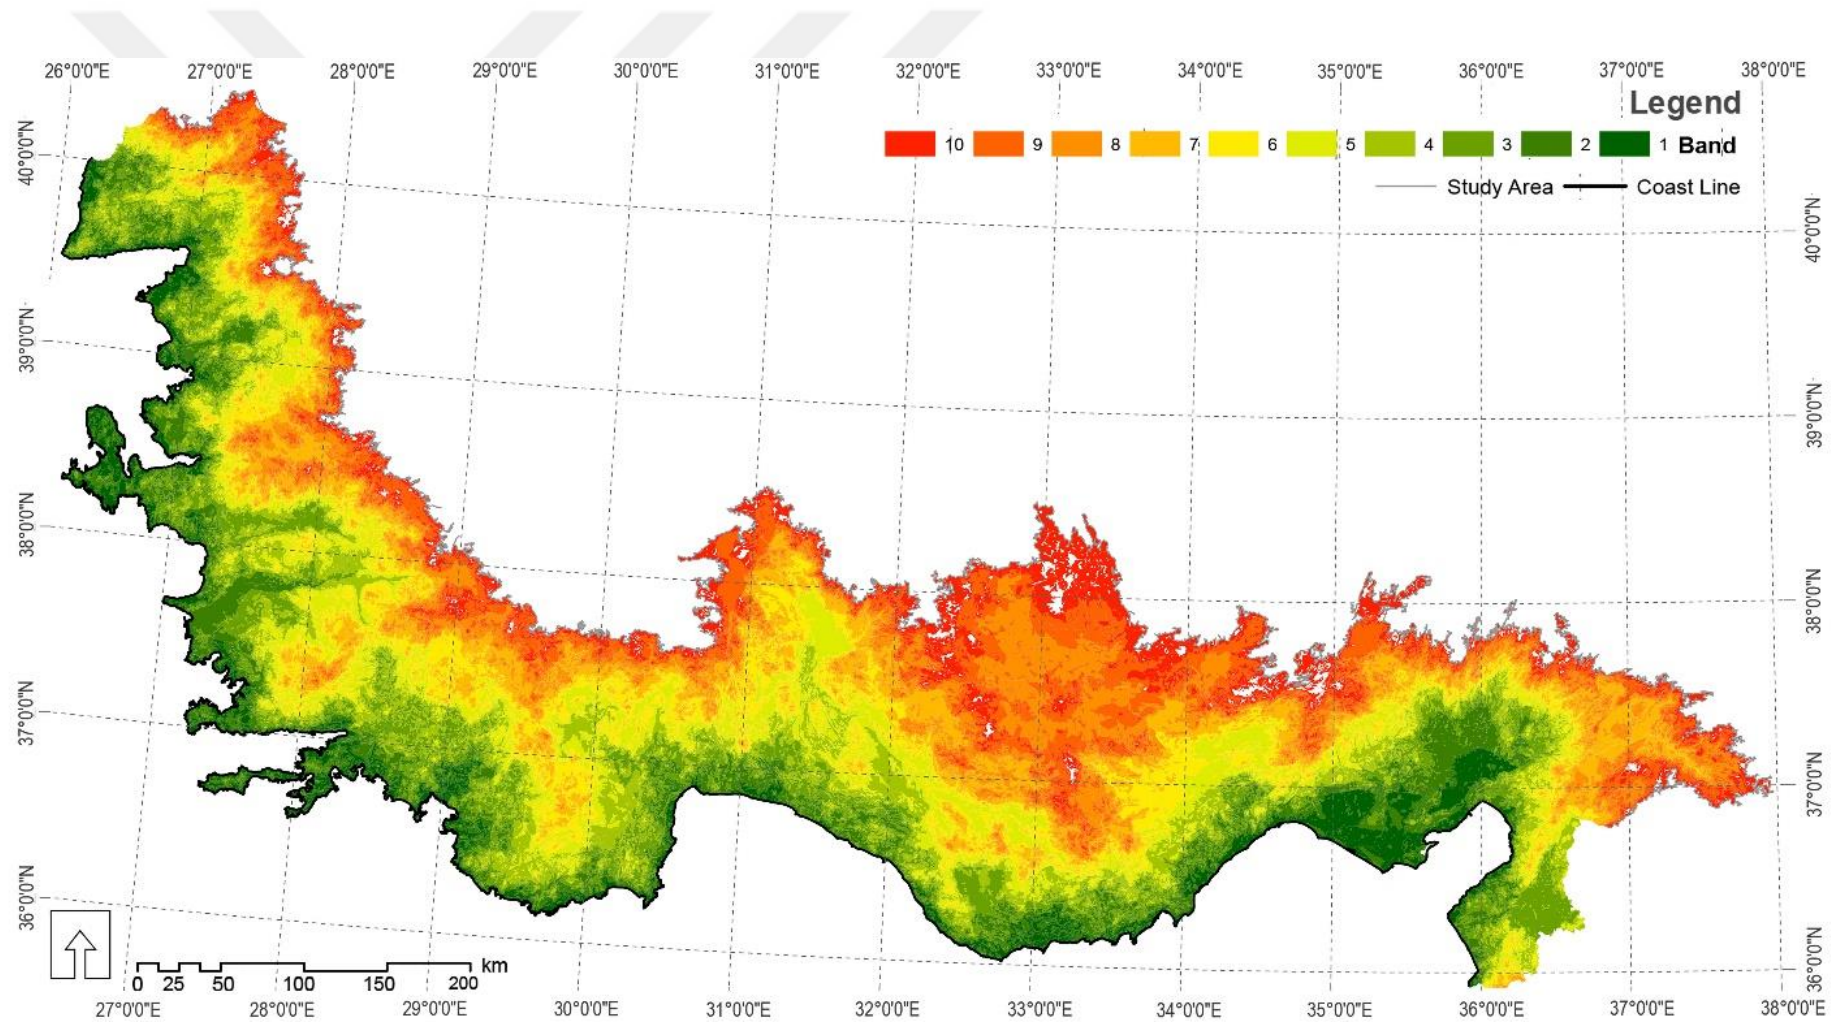 26°0'0"E 27°0'0"E 28°0'0"E 29°0'0"E 30°0'0"E 31°0'0"E 32°0'0"E 33°0'0"E 34°0'0"E 35°0'0"E 36°0'0"E 37°0'0"E 38°0'0"E
Legend
10 9 8 7 6 5 4 3 2 1 Band
Study Area Coast Line
40°0'0"N
39°0'0"N
38°0'0"N
37°0'0"N
36°0'0"N
40°0'0"N
39°0'0"N
38°0'0"N
37°0'0"N
36°0'0"N
km
0 25 50 100 150 200
27°0'0"E 28°0'0"E 29°0'0"E 30°0'0"E 31°0'0"E 32°0'0"E 33°0'0"E 34°0'0"E 35°0'0"E 36°0'0"E 37°0'0"E 38°0'0"E